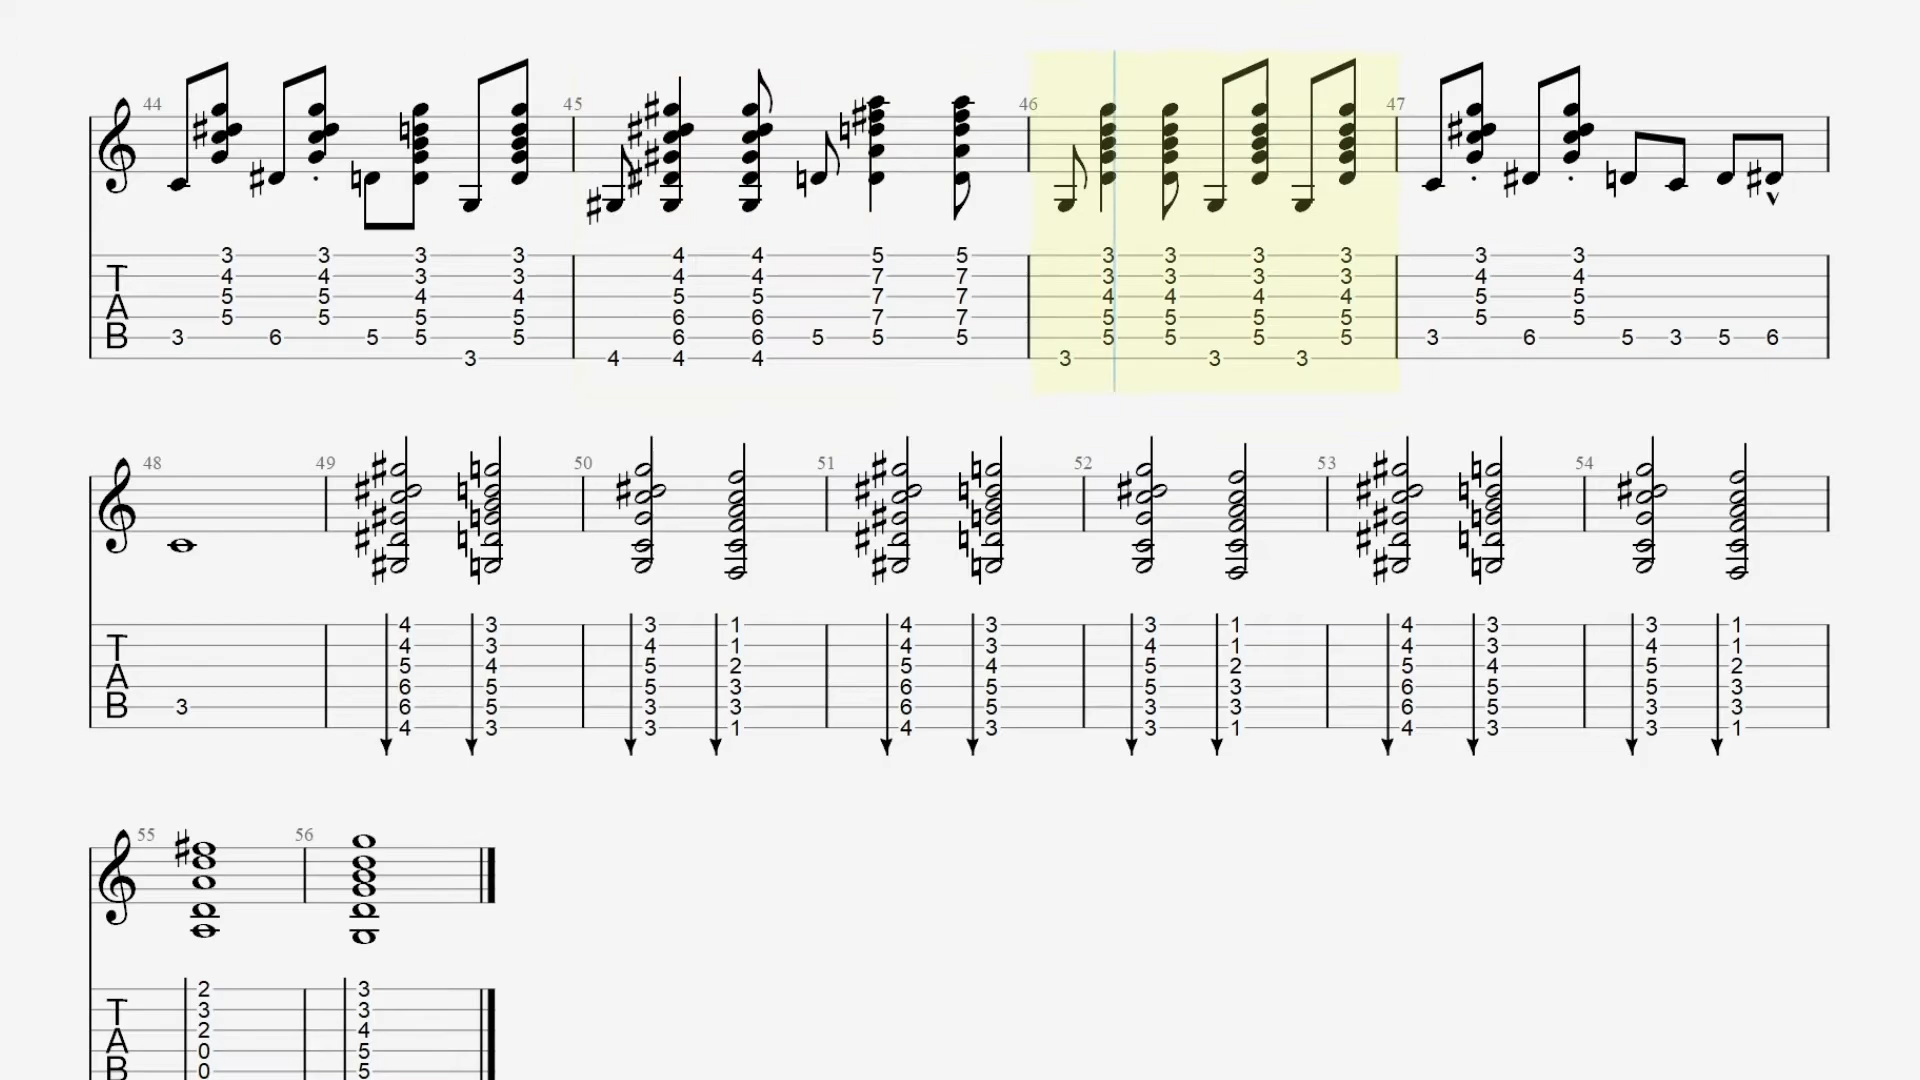 44 45 46 47
3 3 3 3 4 4 5 5 3 3 3 3 3 3
4 4 3 3 4 4 7 7 3 3 3 3 4 4
5 5 4 4 5 5 7 7 4 4 4 4 5 5
5 5 5 5 6 6 7 7 5 5 5 5 5 5
3 6 5 5 5 6 6 5 5 5 5 5 5 5 3 6 5 3 5 6
3 4 4 4 3 3 3
T
A
B
48 49 50 51 52 53 54
4 3 3 1 4 3 3 1 4 3 3 1
4 3 4 1 4 3 4 1 4 3 4 1
5 4 5 2 5 4 5 2 5 4 5 2
6 5 5 3 6 5 5 3 6 5 5 3
3 6 5 3 3 6 5 3 3 6 5 3 3
4 3 3 1 4 3 3 1 4 3 3 1
T
A
B
55 56
2 3
3 3
2 4
0 5
0 5
T
A
B